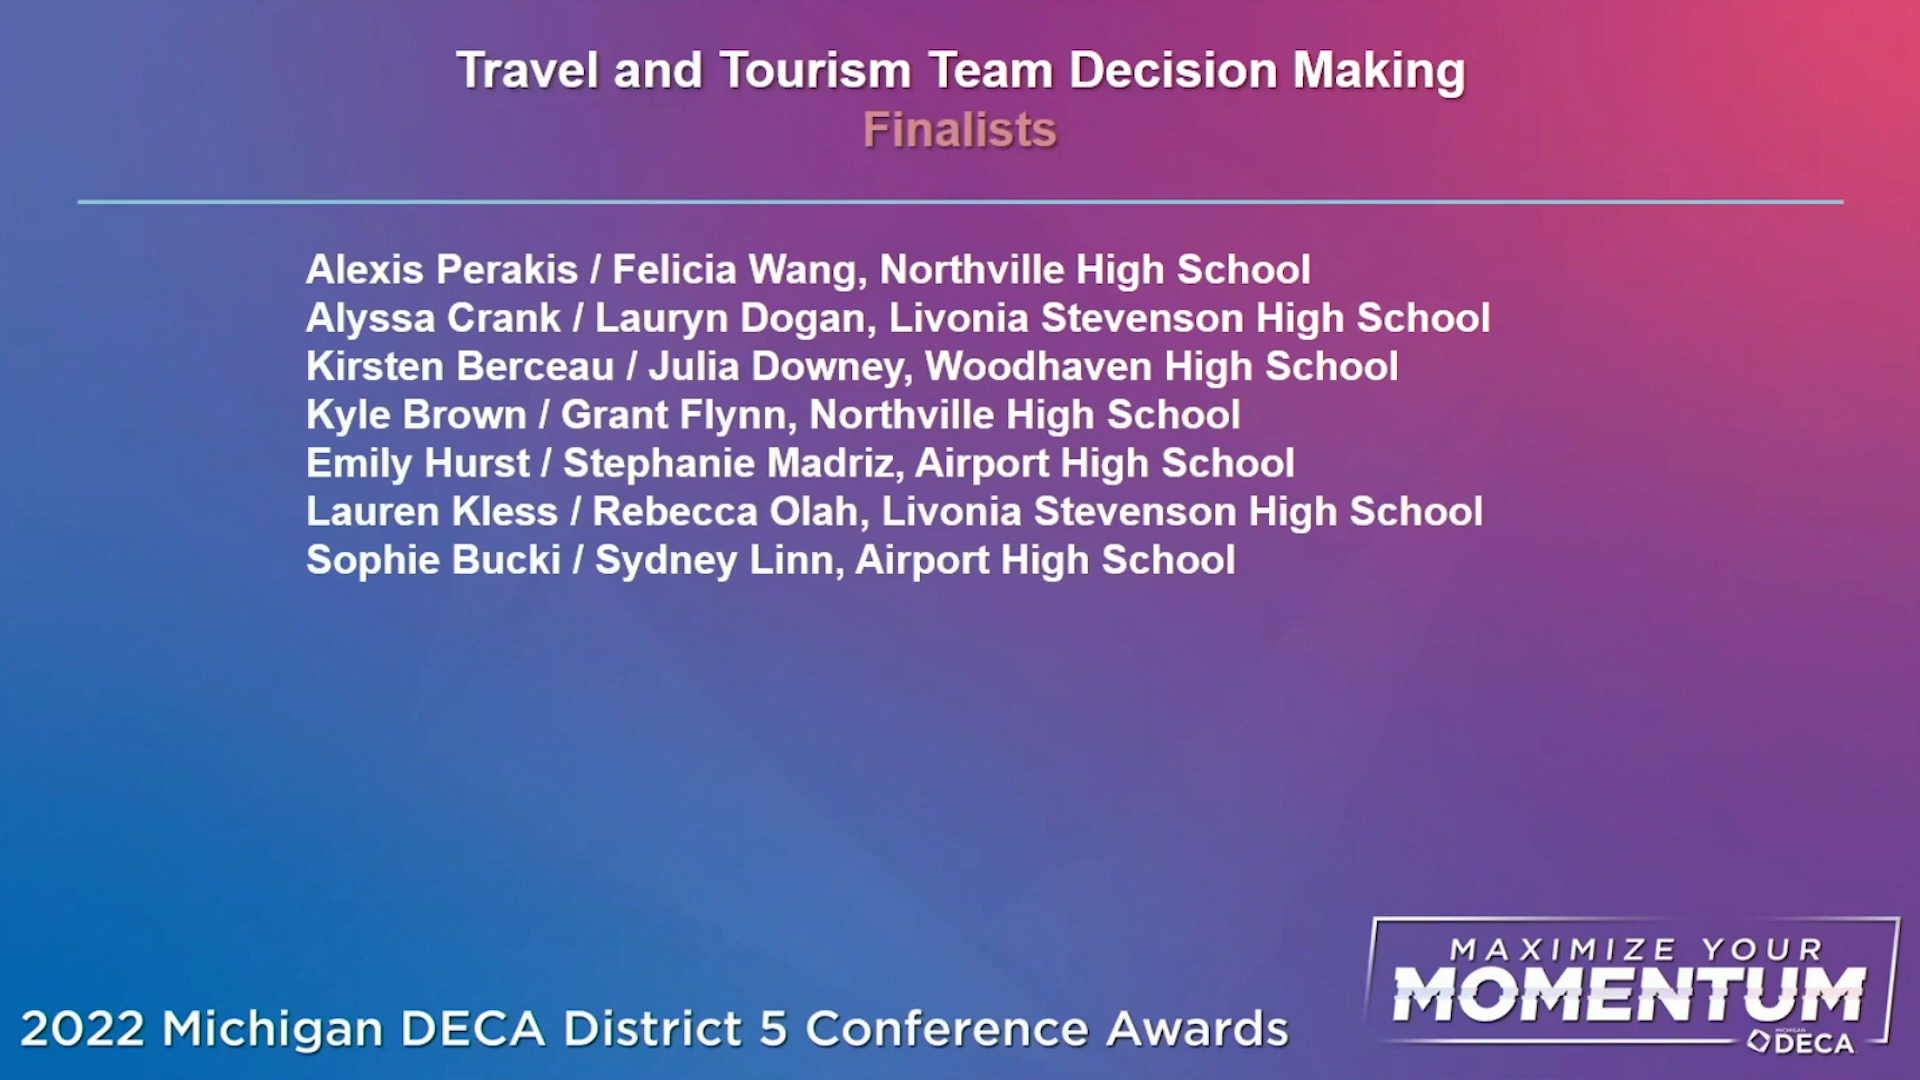 Travel and Tourism Team Decision Making
Finalists
Alexis Perakis / Felicia Wang, Northville High School
Alyssa Crank / Lauryn Dogan, Livonia Stevenson High School
Kirsten Berceau / Julia Downey, Woodhaven High School
Kyle Brown / Grant Flynn, Northville High School
Emily Hurst / Stephanie Madriz, Airport High School
Lauren Kless / Rebecca Olah, Livonia Stevenson High School
Sophie Bucki / Sydney Linn, Airport High School
MAXIMIZE YOUR
MOMENTUM
MICHIGAN
DECA
2022 Michigan DECA District 5 Conference Awards